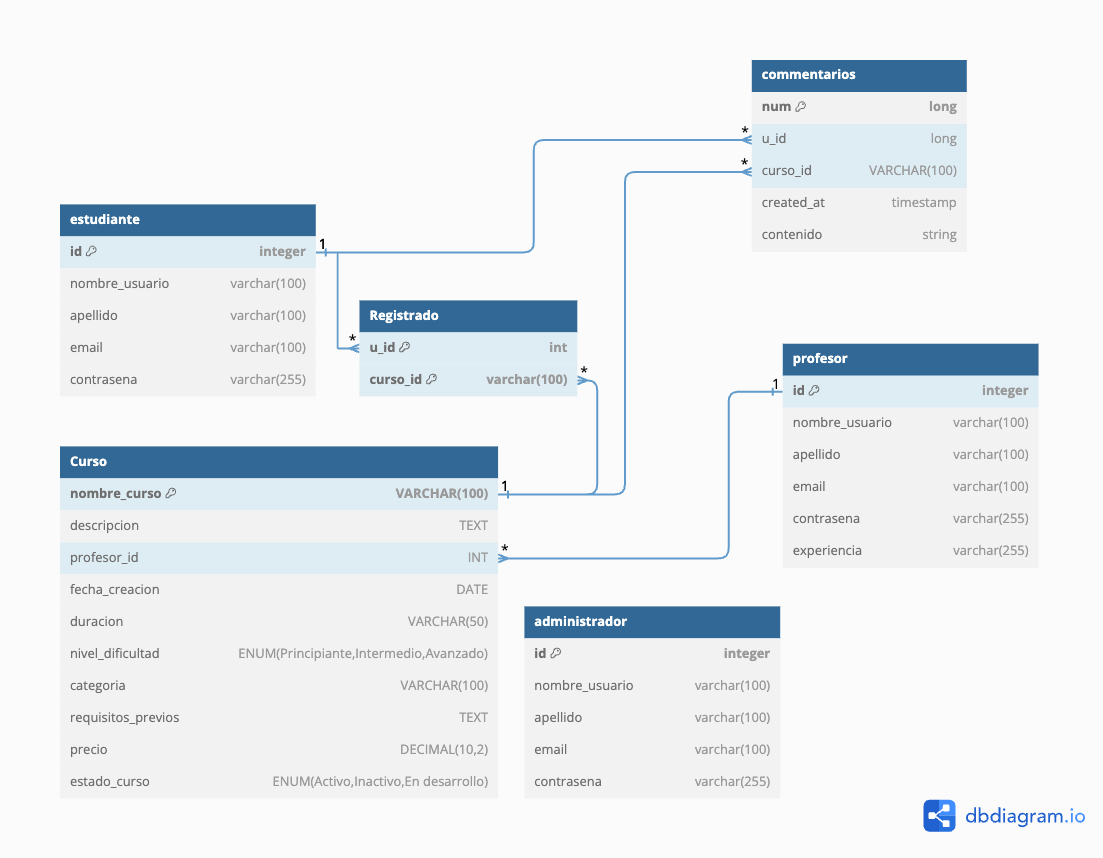 commentarios
num long
* u_id long
* curso_id VARCHAR(100)
created_at timestamp
contenido string
estudiante
id integer 1
nombre_usuario varchar(100)
apellido varchar(100)
email varchar(100)
contrasena varchar(255)
Registrado
* u_id int
curso_id varchar(100) *
profesor
1 id integer
nombre_usuario varchar(100)
apellido varchar(100)
email varchar(100)
contrasena varchar(255)
experiencia varchar(255)
Curso
nombre_curso VARCHAR(100) 1
descripcion TEXT
profesor_id INT *
fecha_creacion DATE
duracion VARCHAR(50)
nivel_dificultad ENUM(Principiante,Intermedio,Avanzado)
categoria VARCHAR(100)
requisitos_previos TEXT
precio DECIMAL(10,2)
estado_curso ENUM(Activo,Inactivo,En desarrollo)
administrador
id integer
nombre_usuario varchar(100)
apellido varchar(100)
email varchar(100)
contrasena varchar(255)
dbdiagram.io